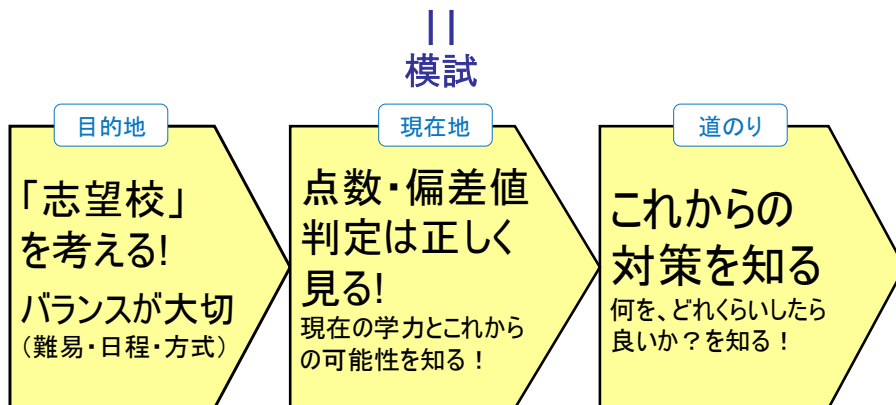 ||
模試
目的地
「志望校」
を考える!
バランスが大切
（難易・日程・方式）
現在地
点数・偏差値
判定は正しく
見る!
現在の学力とこれから
の可能性を知る！
道のり
これからの
対策を知る
何を、どれくらいしたら
良いか？を知る！